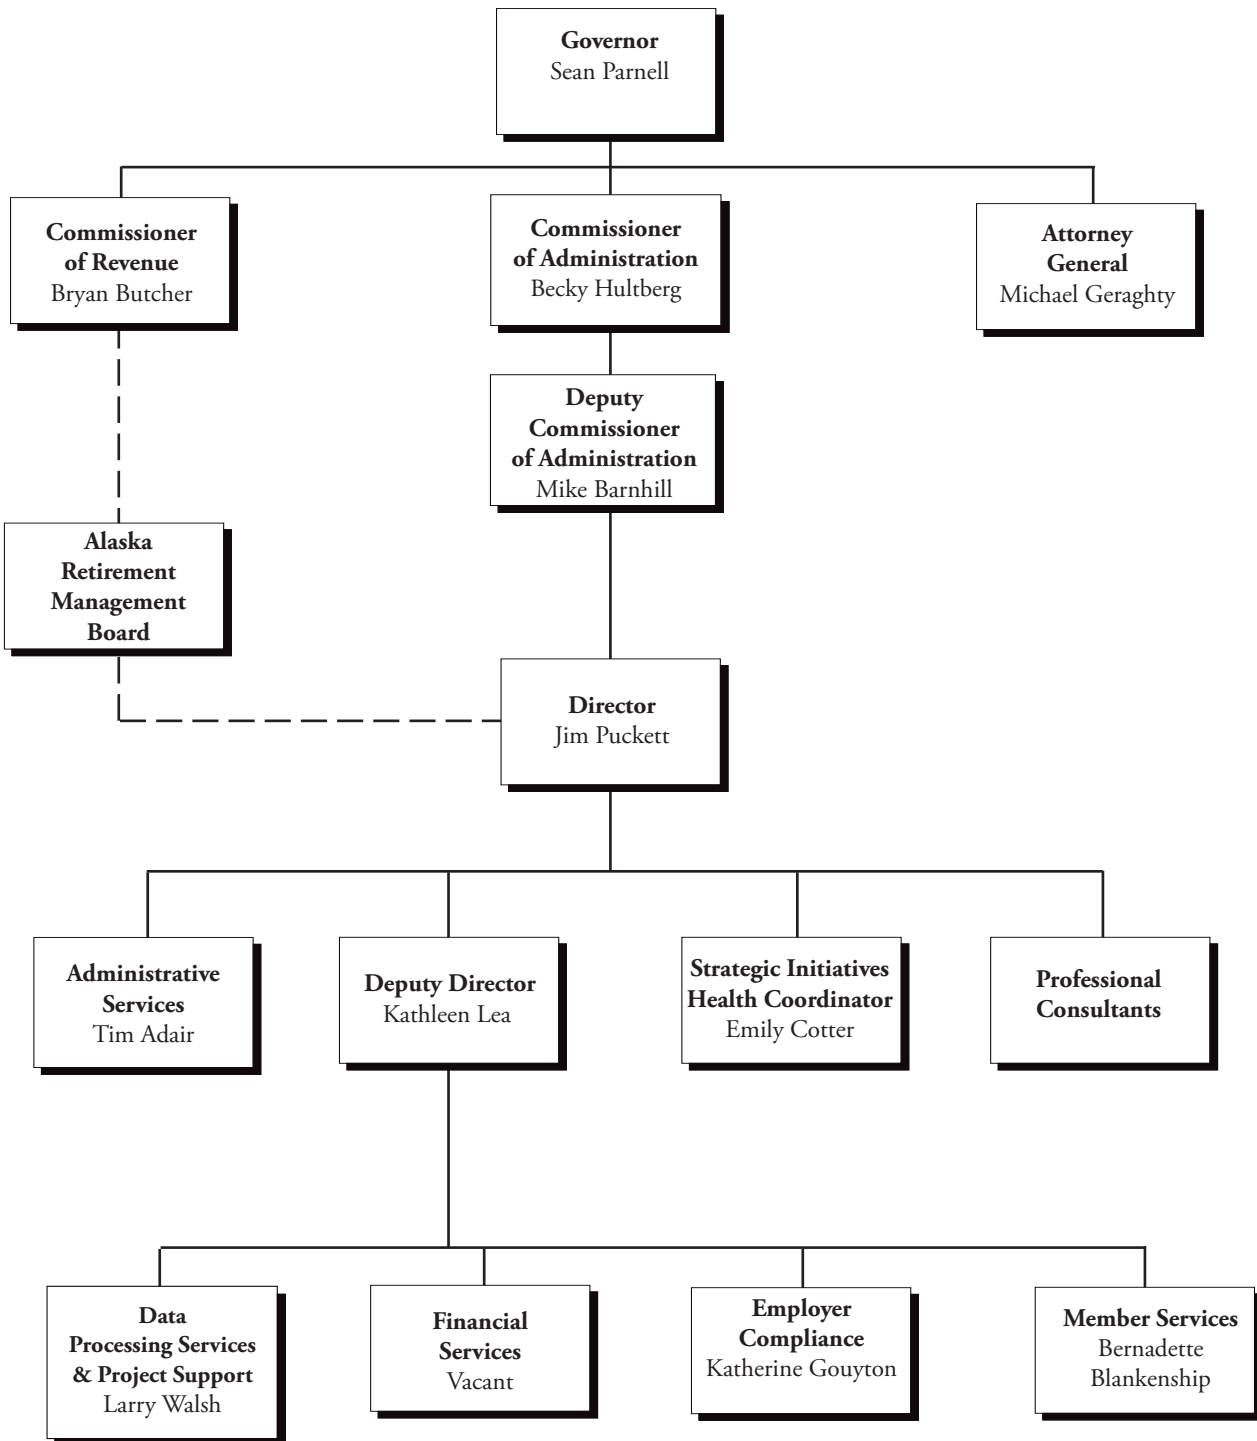 Governor
Sean Parnell
Commissioner
of Revenue
Bryan Butcher
Commissioner
of Administration
Becky Hultberg
Attorney
General
Michael Geraghty
Deputy
Commissioner
of Administration
Mike Barnhill
Alaska
Retirement
Management
Board
Director
Jim Puckett
Administrative
Services
Tim Adair
Deputy Director
Kathleen Lea
Strategic Initiatives
Health Coordinator
Emily Cotter
Professional
Consultants
Data
Processing Services
& Project Support
Larry Walsh
Financial
Services
Vacant
Employer
Compliance
Katherine Gouyton
Member Services
Bernadette
Blankenship